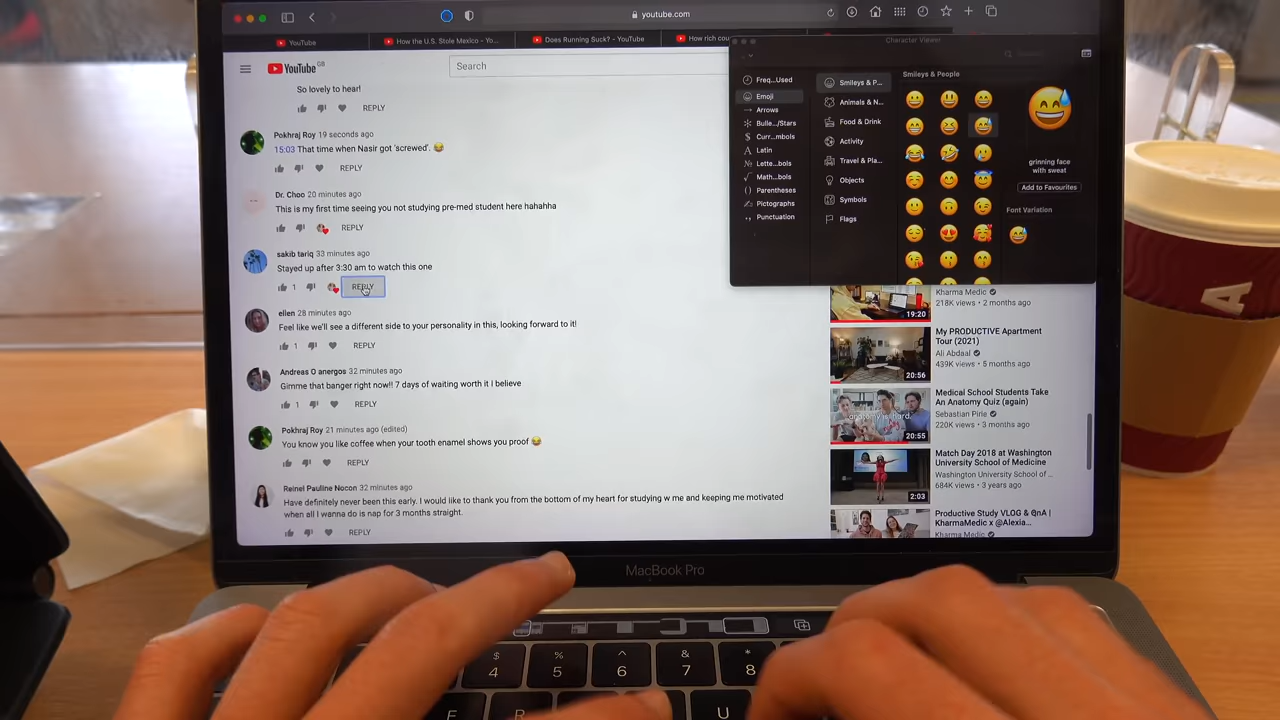 youtube.com
YouTube
How the U.S. Stole Mexico - Yo...
Does Running Suck? - YouTube
How rich cou
YouTube GB
Search
So lovely to hear!
REPLY
Pokhraj Roy 19 seconds ago
15:03 That time when Nasir got 'screwed'. 😂
REPLY
Dr. Choo 20 minutes ago
This is my first time seeing you not studying pre-med student here hahahha
REPLY
sakib tariq 33 minutes ago
Stayed up after 3:30 am to watch this one
1 REPLY
ellen 28 minutes ago
Feel like we'll see a different side to your personality in this, looking forward to it!
1 REPLY
Andreas O anergos 32 minutes ago
Gimme that banger right now!! 7 days of waiting worth it I believe
1 REPLY
Pokhraj Roy 21 minutes ago (edited)
You know you like coffee when your tooth enamel shows you proof 😂
REPLY
Reinel Pauline Nocon 32 minutes ago
Have definitely never been this early. I would like to thank you from the bottom of my heart for studying w me and keeping me motivated
when all I wanna do is nap for 3 months straight.
REPLY
Character Viewer
Freq...Used
Emoji
Arrows
Bulle.../Stars
Curr...mbols
Latin
Lette...bols
Math...bols
Parentheses
Pictographs
Punctuation
Smileys & P...
Animals & N...
Food & Drink
Activity
Travel & Pla...
Objects
Symbols
Flags
Smileys & People
grinning face
with sweat
Add to Favourites
Font Variation
Kharma Medic
218K views • 2 months ago
19:20
My PRODUCTIVE Apartment
Tour (2021)
Ali Abdaal
439K views • 5 months ago
20:56
Medical School Students Take
An Anatomy Quiz (again)
Sebastian Pirie
220K views • 3 months ago
anatomy is hard.
20:55
Match Day 2018 at Washington
University School of Medicine
Washington University School of ...
684K views • 3 years ago
2:03
Productive Study VLOG & QnA |
KharmaMedic x @Alexia...
Kharma Medic
MacBook Pro
$ % ^ & *
4 5 6 7 8
R U
A